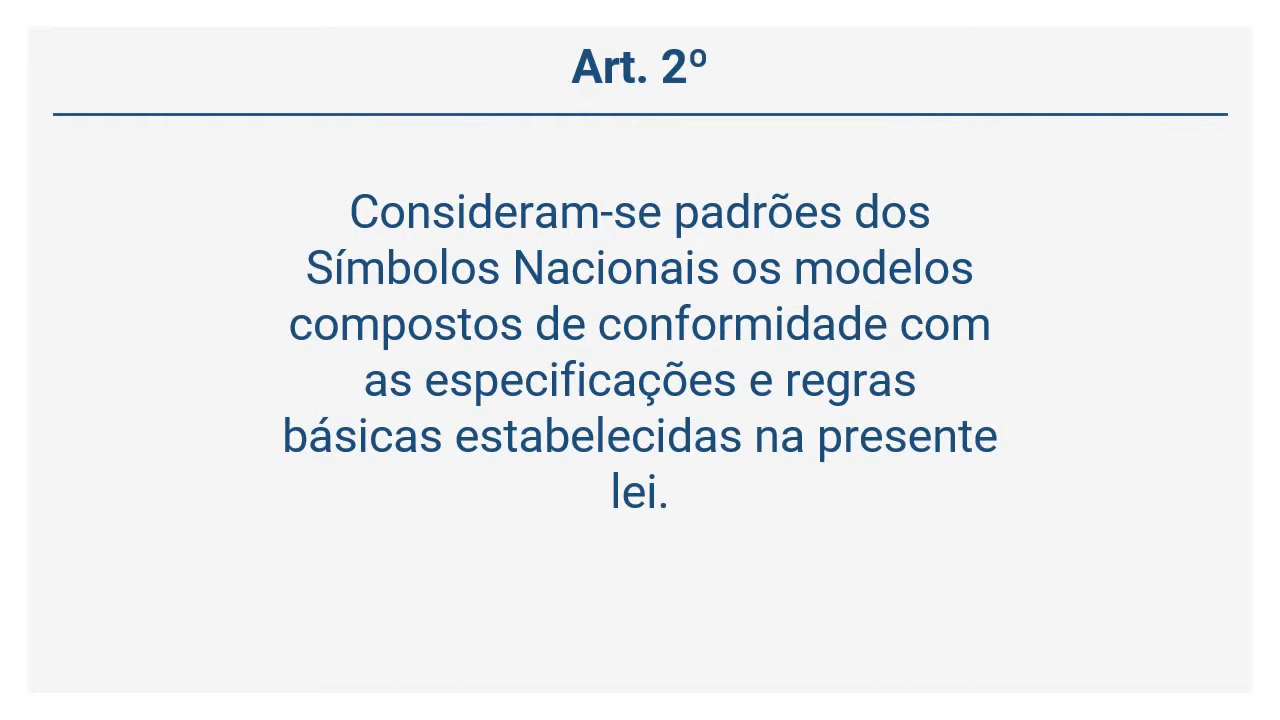 Art. 2º
Consideram-se padrões dos
Símbolos Nacionais os modelos
compostos de conformidade com
as especificações e regras
básicas estabelecidas na presente
lei.